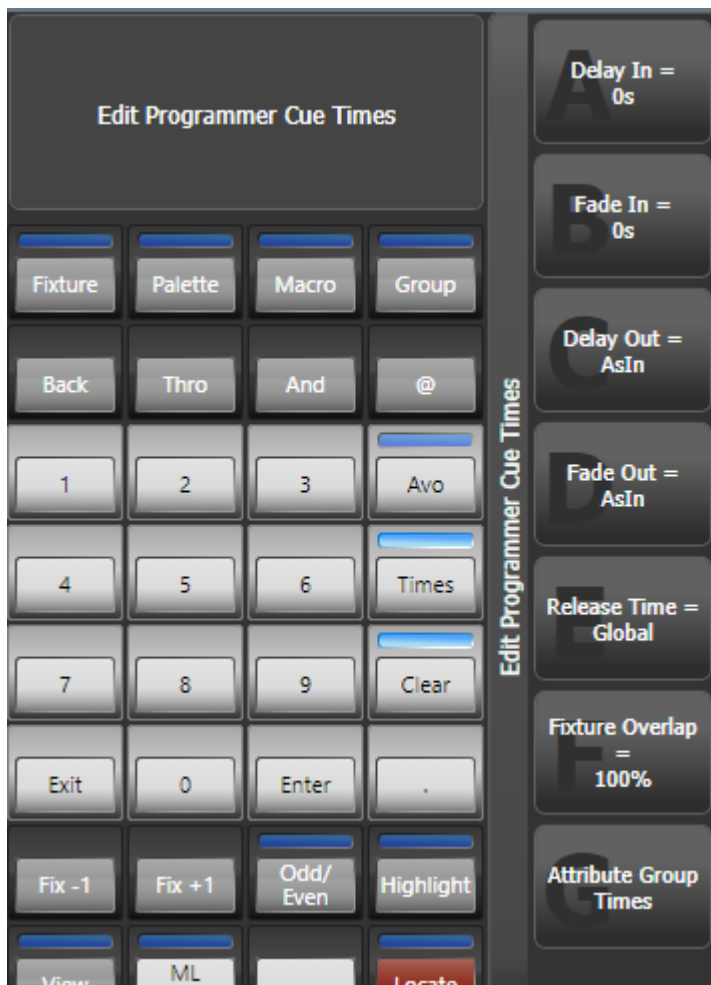 Edit Programmer Cue Times
Fixture Palette Macro Group
Back Thro And @
1 2 3 Avo
4 5 6 Times
7 8 9 Clear
Exit 0 Enter .
Fix -1 Fix +1 Odd/
Even Highlight
View ML Locate
Edit Programmer Cue Times
A
Delay In =
0s
B
Fade In =
0s
C
Delay Out =
AsIn
D
Fade Out =
AsIn
E
Release Time =
Global
F
Fixture Overlap
=
100%
G
Attribute Group
Times